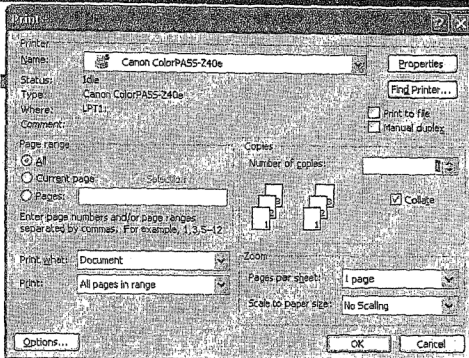 Print
Printer
Name: Canon ColorPASS-Z40e
Properties
Status: Idle
Type: Canon ColorPASS-Z40e
Find Printer...
Where: LPT1:
Comment:
Print to file
Manual duplex
Page range
All
Current page Selection
Pages:
Enter page numbers and/or page ranges
separated by commas. For example, 1,3,5–12
Copies
Number of copies: 1
Collate
Print what: Document
Print: All pages in range
Zoom
Pages per sheet: 1 page
Scale to paper size: No Scaling
Options...
OK
Cancel